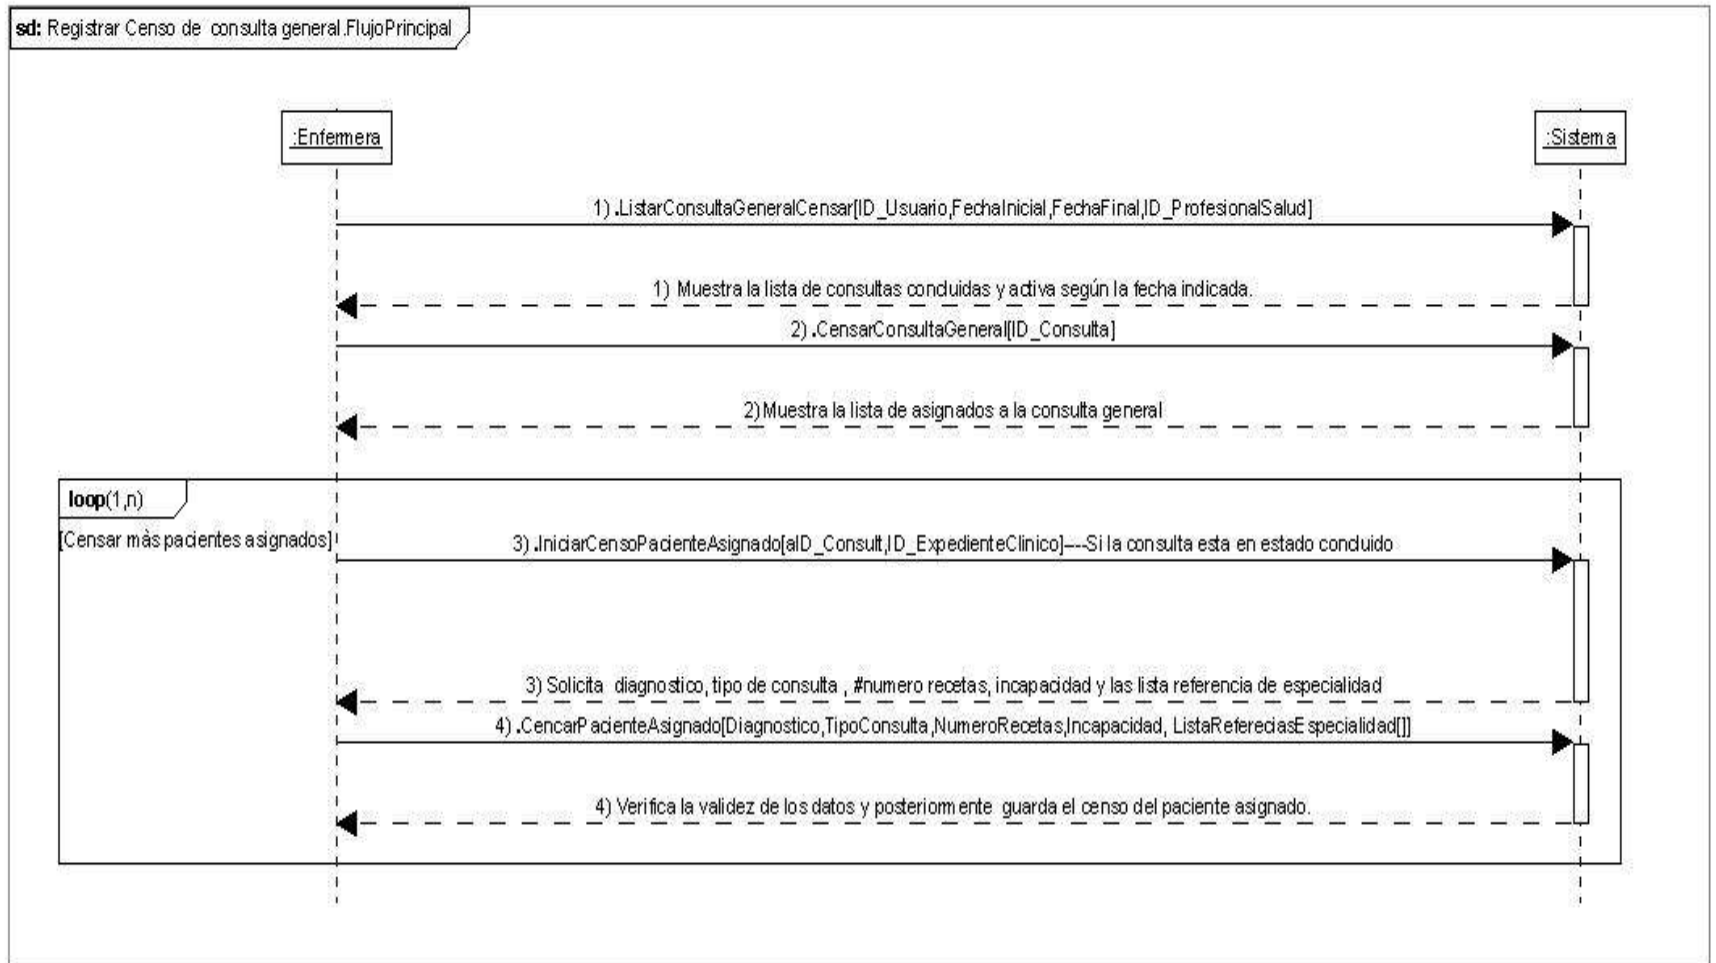 sd: Registrar Censo de consulta general.FlujoPrincipal
:Enfermera
:Sistema
1) .ListarConsultaGeneralCensar[ID_Usuario,FechaInicial,FechaFinal,ID_ProfesionalSalud]
1) Muestra la lista de consultas concluidas y activa según la fecha indicada.
2) .CensarConsultaGeneral[ID_Consulta]
2)Muestra la lista de asignados a la consulta general
loop(1,n)
[Censar màs pacientes asignados]
3) .IniciarCensoPacienteAsignado[aID_Consult,ID_ExpedienteClinico]----Si la consulta esta en estado concluido
3) Solicita diagnostico, tipo de consulta , #numero recetas, incapacidad y las lista referencia de especialidad
4) .CencarPacienteAsignado[Diagnostico,TipoConsulta,NumeroRecetas,Incapacidad, ListaRefereciasEspecialidad[]]
4) Verifica la validez de los datos y posteriormente guarda el censo del paciente asignado.